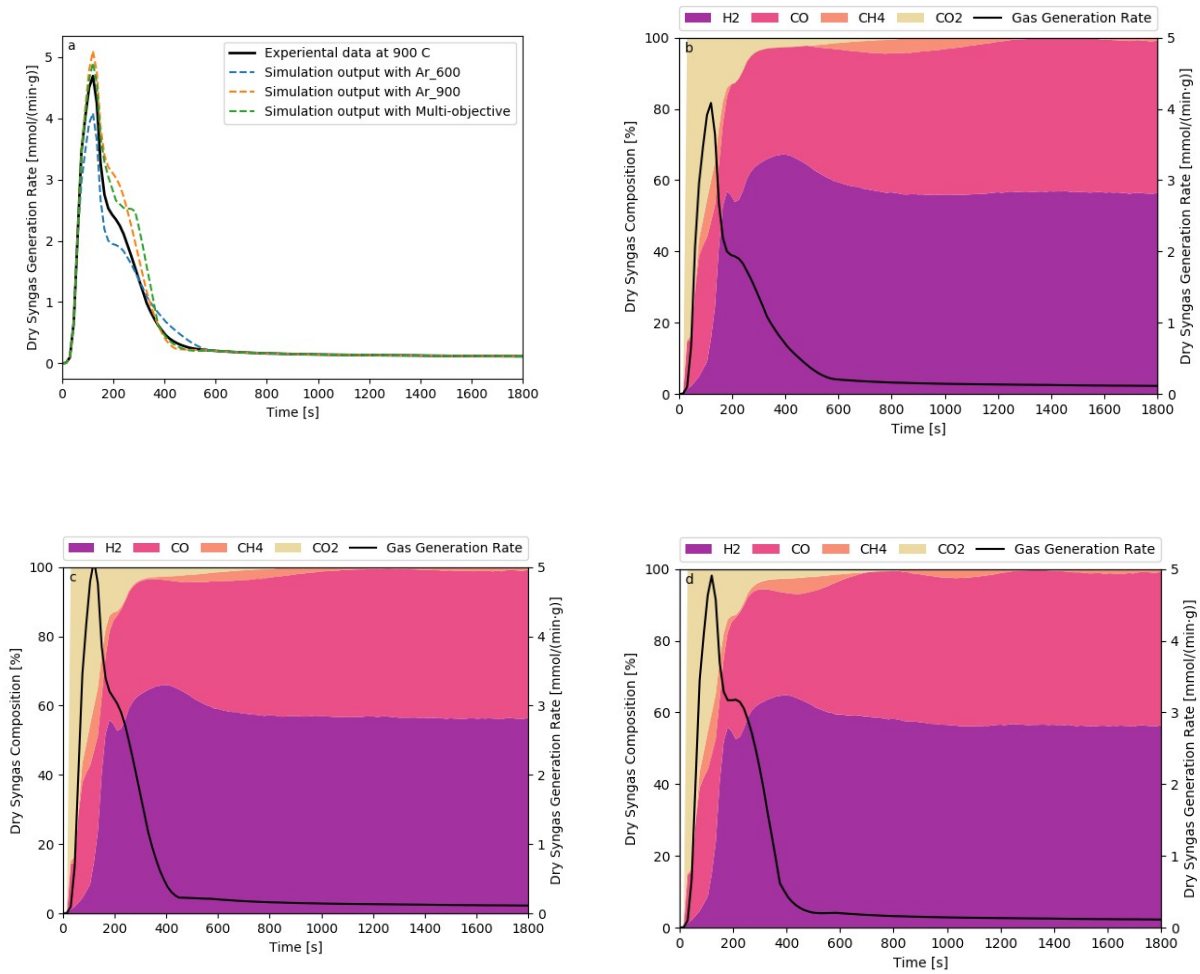 a
Experiental data at 900 C
Simulation output with Ar_600
Simulation output with Ar_900
Simulation output with Multi-objective
Dry Syngas Generation Rate [mmol/(min·g)]
5
4
3
2
1
0
0 200 400 600 800 1000 1200 1400 1600 1800
Time [s]
H2 CO CH4 CO2 Gas Generation Rate
b
Dry Syngas Composition [%]
100
80
60
40
20
0
5
4
3
2
1
0
Dry Syngas Generation Rate [mmol/(min·g)]
0 200 400 600 800 1000 1200 1400 1600 1800
Time [s]
H2 CO CH4 CO2 Gas Generation Rate
c
Dry Syngas Composition [%]
100
80
60
40
20
0
5
4
3
2
1
0
Dry Syngas Generation Rate [mmol/(min·g)]
0 200 400 600 800 1000 1200 1400 1600 1800
Time [s]
H2 CO CH4 CO2 Gas Generation Rate
d
Dry Syngas Composition [%]
100
80
60
40
20
0
5
4
3
2
1
0
Dry Syngas Generation Rate [mmol/(min·g)]
0 200 400 600 800 1000 1200 1400 1600 1800
Time [s]